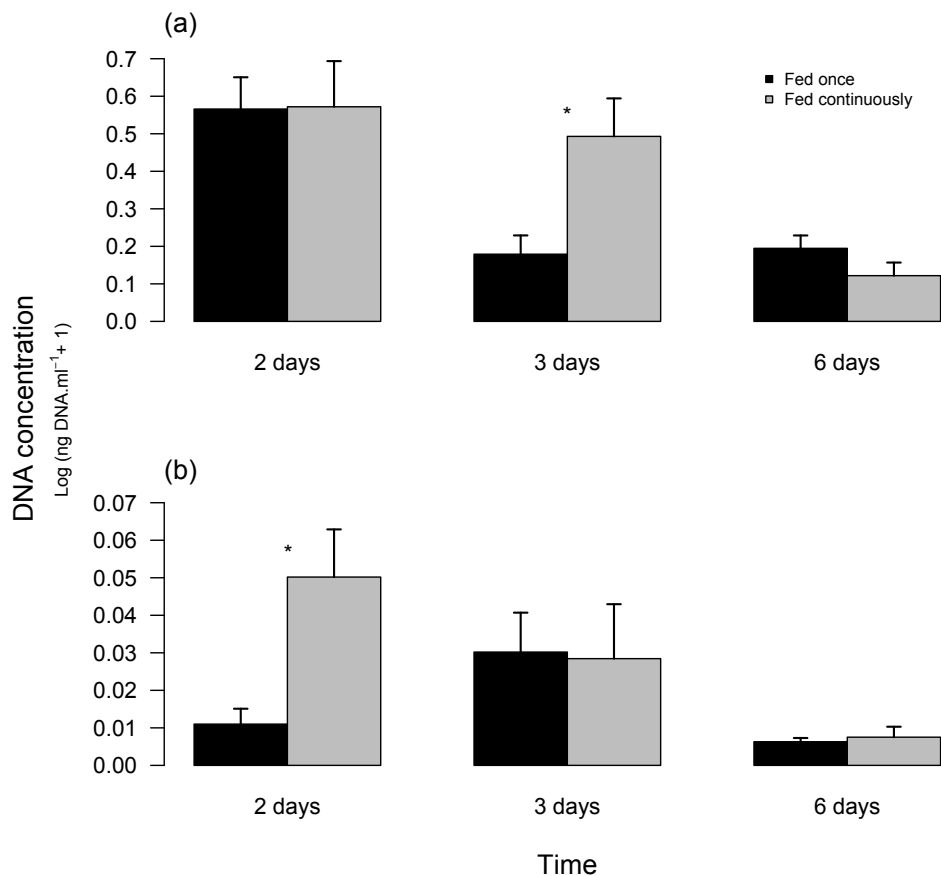 (a)
0.7
0.6
0.5
0.4
0.3
0.2
0.1
0.0
Fed once
Fed continuously
*
2 days 3 days 6 days
DNA concentration
Log (ng DNA.ml⁻¹+ 1)
(b)
0.07
0.06
0.05
0.04
0.03
0.02
0.01
0.00
*
2 days 3 days 6 days
Time